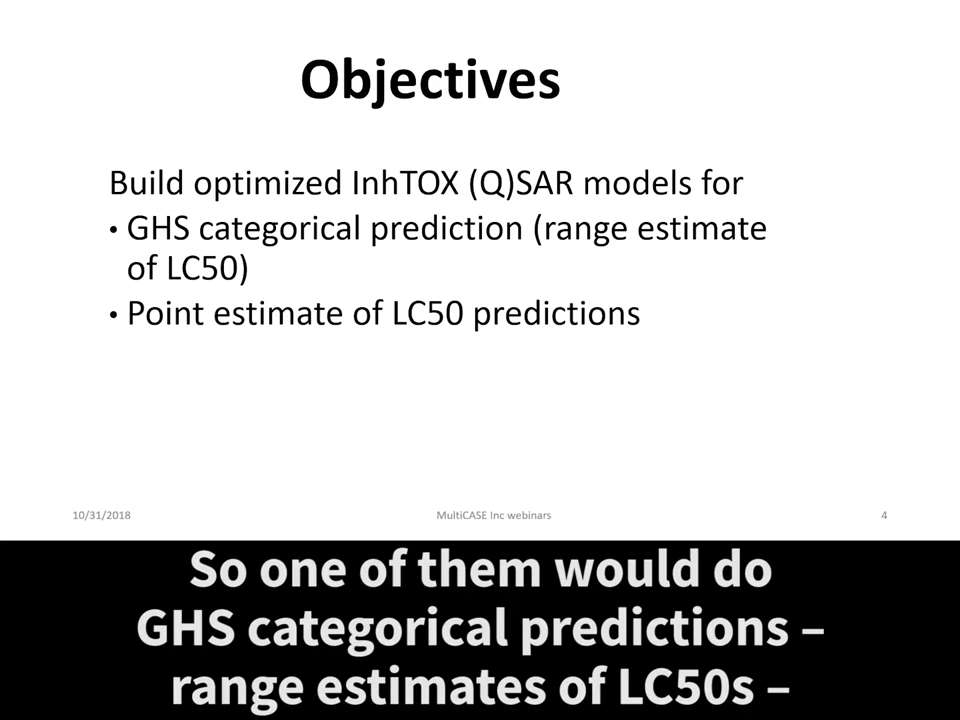 Objectives
Build optimized InhTOX (Q)SAR models for
• GHS categorical prediction (range estimate
of LC50)
• Point estimate of LC50 predictions
10/31/2018
MultiCASE Inc webinars
4
So one of them would do
GHS categorical predictions –
range estimates of LC50s –